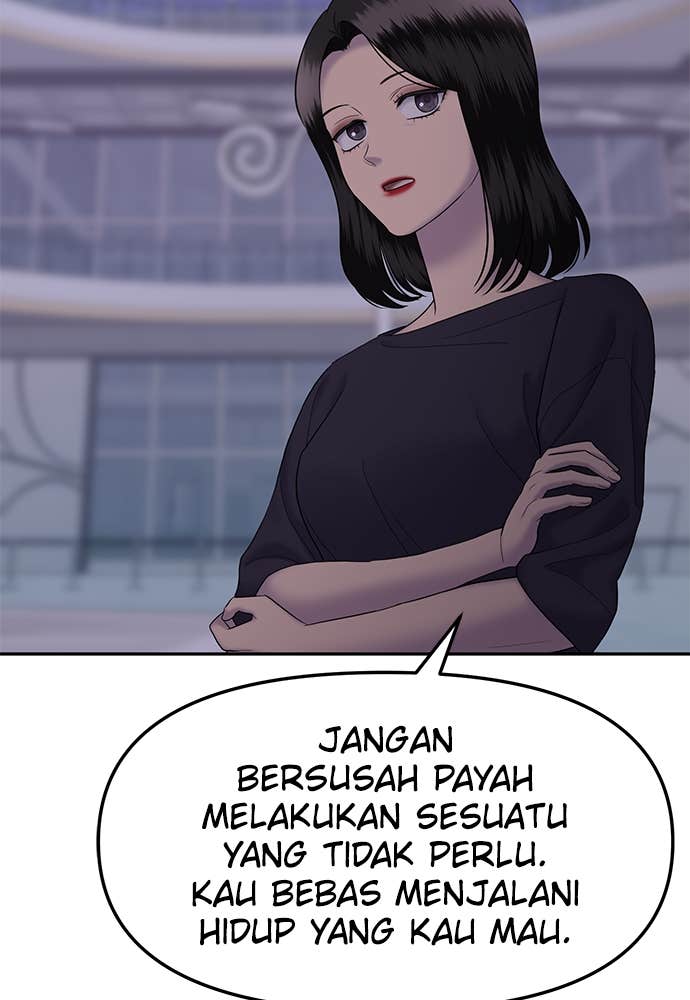 JANGAN
BERSUSAH PAYAH
MELAKUKAN SESUATU
YANG TIDAK PERLU.
KAU BEBAS MENJALANI
HIDUP YANG KAU MAU.